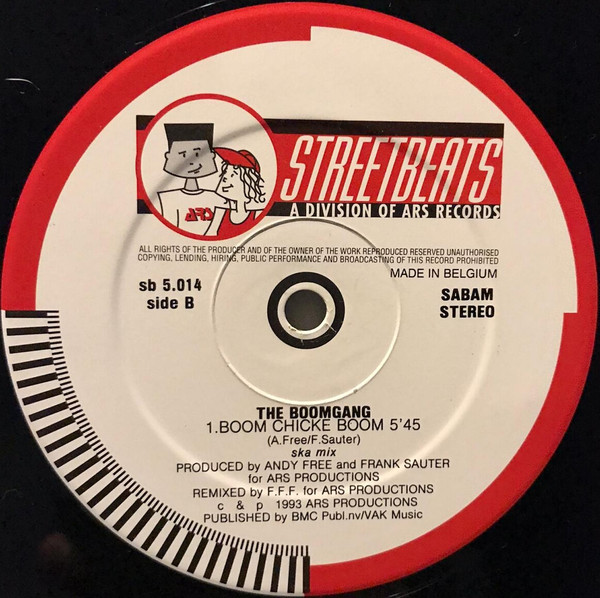 ARS
STREETBEATS
A DIVISION OF ARS RECORDS
ALL RIGHTS OF THE PRODUCER AND OF THE OWNER OF THE WORK REPRODUCED RESERVED UNAUTHORISED
COPYING, LENDING, HIRING, PUBLIC PERFORMANCE AND BROADCASTING OF THIS RECORD PROHIBITED
MADE IN BELGIUM
sb 5.014
side B
SABAM
STEREO
THE BOOMGANG
1.BOOM CHICKE BOOM 5'45
(A.Free/F.Sauter)
ska mix
PRODUCED by ANDY FREE and FRANK SAUTER
for ARS PRODUCTIONS
REMIXED by F.F.F. for ARS PRODUCTIONS
c & p 1993 ARS PRODUCTIONS
PUBLISHED by BMC Publ.nv/VAK Music